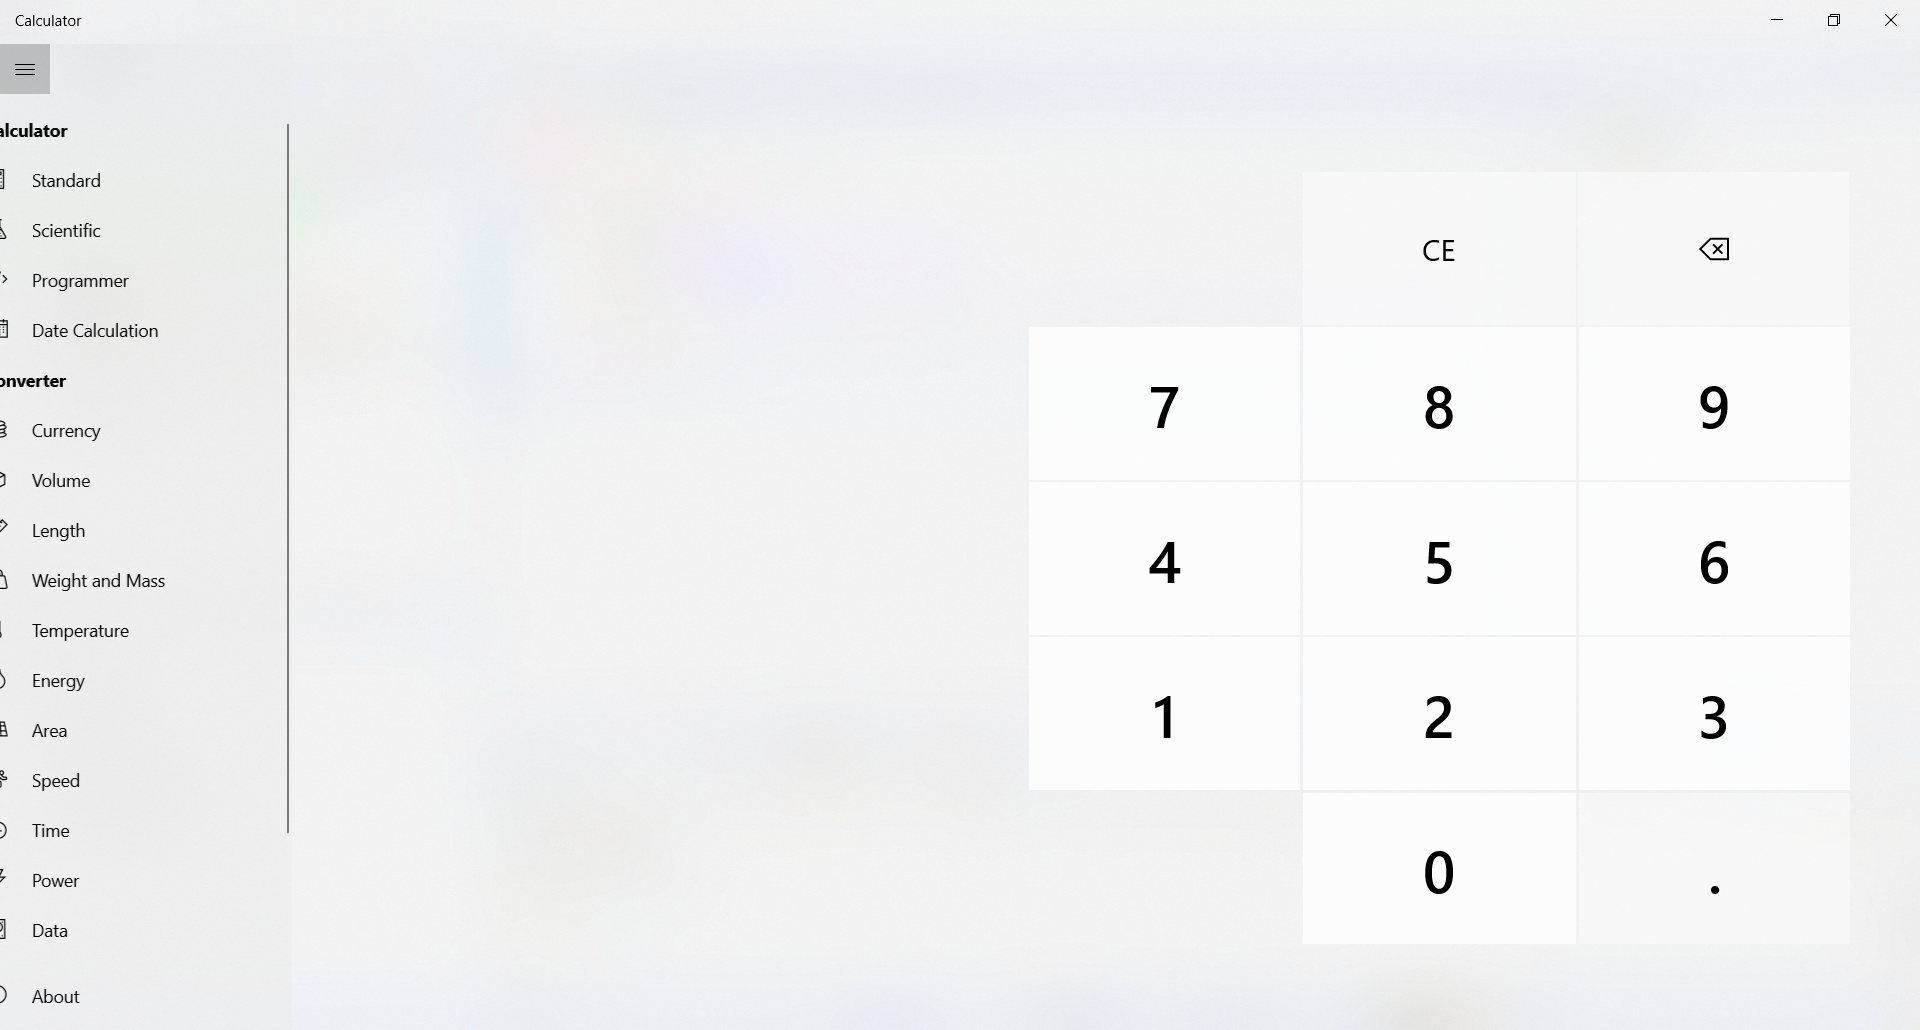 Calculator
alculator
Standard
Scientific
Programmer
Date Calculation
onverter
Currency
Volume
Length
Weight and Mass
Temperature
Energy
Area
Speed
Time
Power
Data
About
CE
7 8 9
4 5 6
1 2 3
0 .